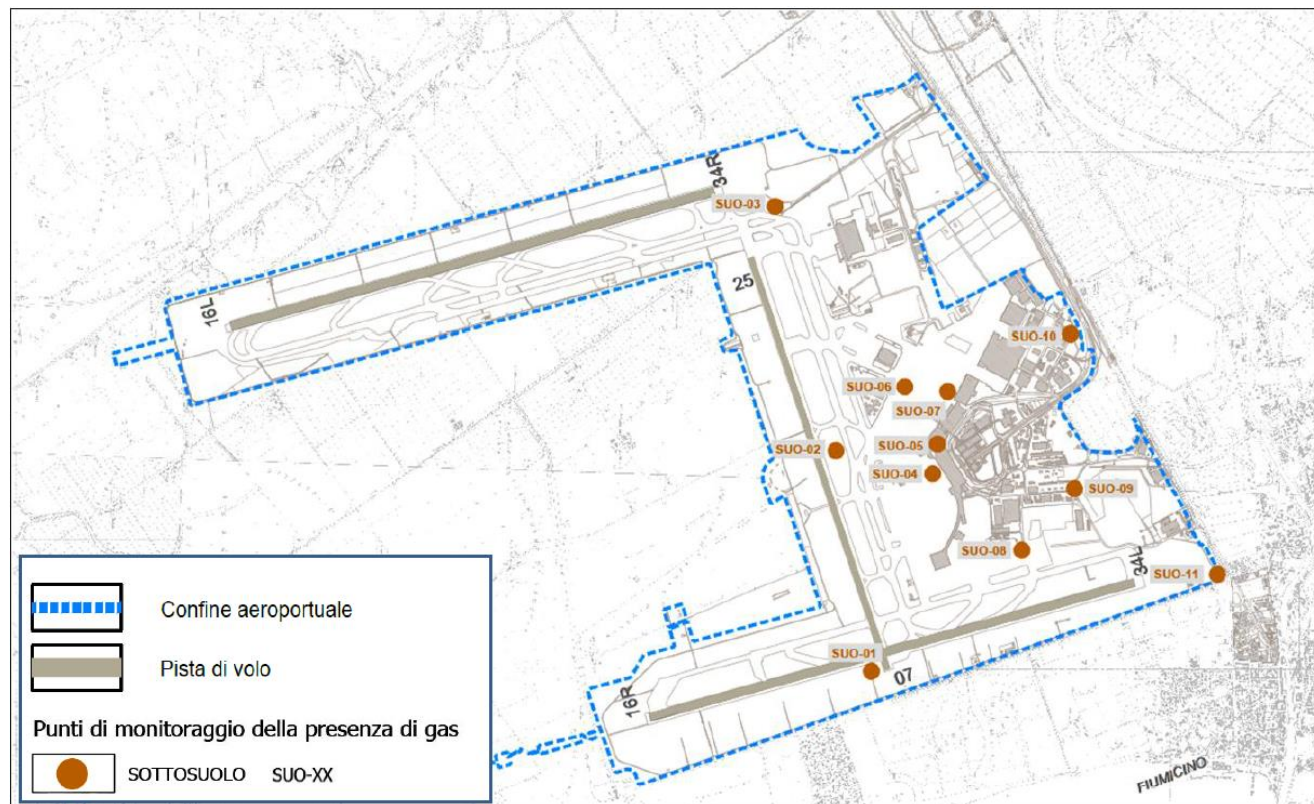 34R
SUO-03
16L
25
SUO-10
SUO-06
SUO-07
SUO-05
SUO-02
SUO-04
SUO-09
SUO-08
34L
SUO-11
SUO-01
07
16R
FIUMICINO
Confine aeroportuale
Pista di volo
Punti di monitoraggio della presenza di gas
SOTTOSUOLO SUO-XX